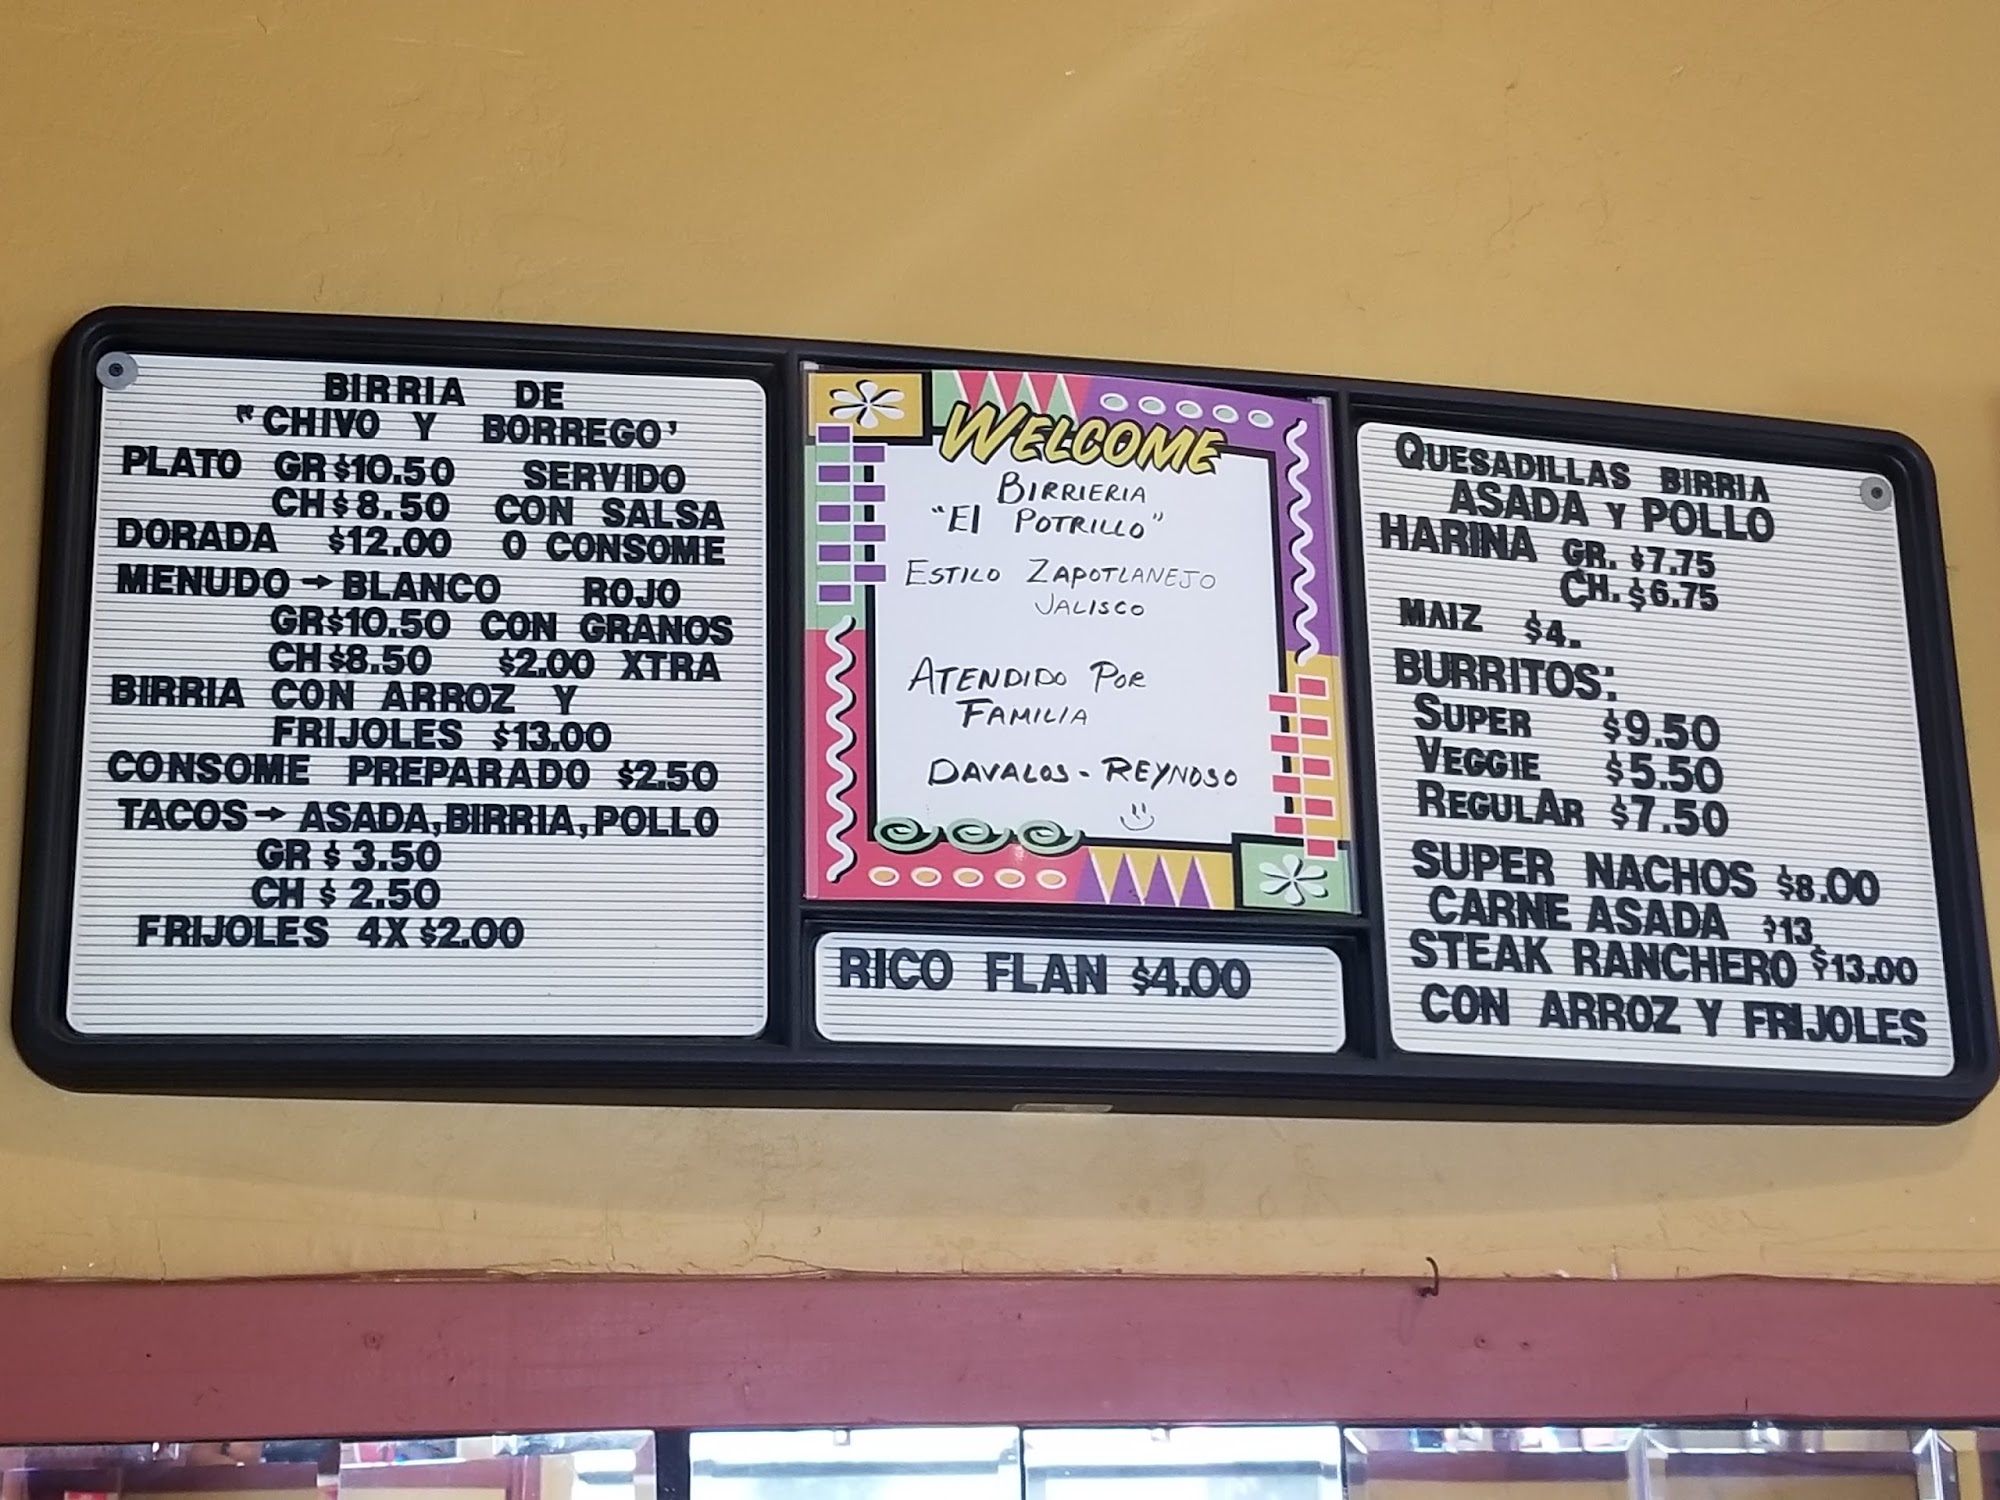 BIRRIA DE
"CHIVO Y BORREGO'
PLATO GR $10.50 SERVIDO
CH $8.50 CON SALSA
DORADA $12.00 O CONSOME
MENUDO → BLANCO ROJO
GR $10.50 CON GRANOS
CH $8.50 $2.00 XTRA
BIRRIA CON ARROZ Y
FRIJOLES $13.00
CONSOME PREPARADO $2.50
TACOS → ASADA, BIRRIA, POLLO
GR $3.50
CH $2.50
FRIJOLES 4X $2.00
WELCOME
BIRRIERIA
"El POTRILLO"
ESTILO ZAPOTLANEJO
JALISCO
ATENDIDO POR
FAMILIA
DAVALOS - REYNOSO
RICO FLAN $4.00
QUESADILLAS BIRRIA
ASADA Y POLLO
HARINA GR. $7.75
CH. $6.75
MAIZ $4.
BURRITOS:
SUPER $9.50
VEGGIE $5.50
REGULAR $7.50
SUPER NACHOS $8.00
CARNE ASADA $13
STEAK RANCHERO $13.00
CON ARROZ Y FRIJOLES